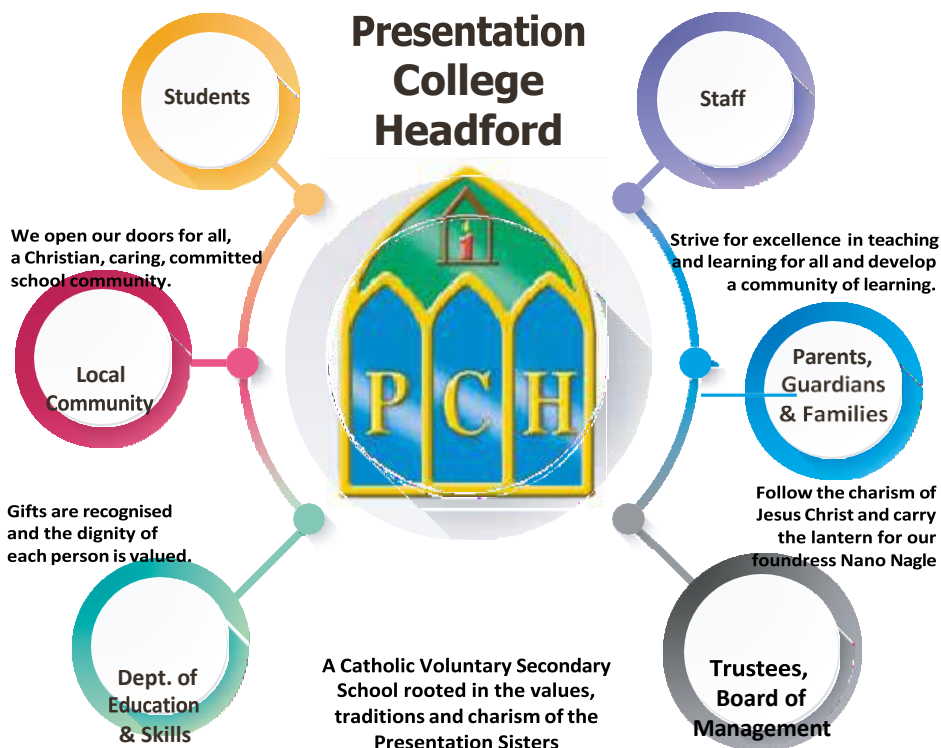 Presentation
College
Headford
Students
Staff
We open our doors for all,
a Christian, caring, committed
school community.
Strive for excellence in teaching
and learning for all and develop
a community of learning.
P C H
Local
Community
Parents,
Guardians
& Families
Gifts are recognised
and the dignity of
each person is valued.
Follow the charism of
Jesus Christ and carry
the lantern for our
foundress Nano Nagle
Dept. of
Education
& Skills
A Catholic Voluntary Secondary
School rooted in the values,
traditions and charism of the
Presentation Sisters
Trustees,
Board of
Management